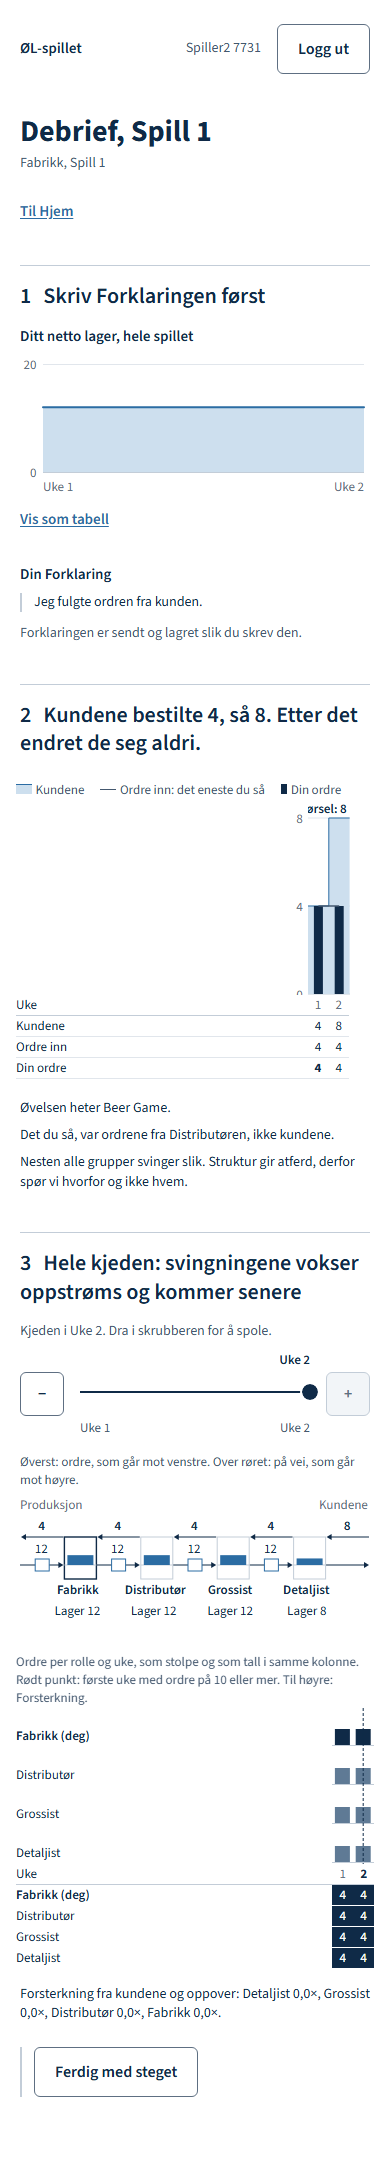 ØL-spillet
Spiller2 7731
Logg ut
Debrief, Spill 1
Fabrikk, Spill 1
Til Hjem
1 Skriv Forklaringen først
Ditt netto lager, hele spillet
20
0
Uke 1 Uke 2
Vis som tabell
Din Forklaring
Jeg fulgte ordren fra kunden.
Forklaringen er sendt og lagret slik du skrev den.
2 Kundene bestilte 4, så 8. Etter det
endret de seg aldri.
Kundene Ordre inn: det eneste du så Din ordre
ørsel: 8
8
4
0
Uke 1 2
Kundene 4 8
Ordre inn 4 4
Din ordre 4 4
Øvelsen heter Beer Game.
Det du så, var ordrene fra Distributøren, ikke kundene.
Nesten alle grupper svinger slik. Struktur gir atferd, derfor
spør vi hvorfor og ikke hvem.
3 Hele kjeden: svingningene vokser
oppstrøms og kommer senere
Kjeden i Uke 2. Dra i skrubberen for å spole.
Uke 2
− +
Uke 1 Uke 2
Øverst: ordre, som går mot venstre. Over røret: på vei, som går
mot høyre.
Produksjon Kundene
4 4 4 4 8
12 12 12 12
Fabrikk Distributør Grossist Detaljist
Lager 12 Lager 12 Lager 12 Lager 8
Ordre per rolle og uke, som stolpe og som tall i samme kolonne.
Rødt punkt: første uke med ordre på 10 eller mer. Til høyre:
Forsterkning.
Fabrikk (deg)
Distributør
Grossist
Detaljist
Uke 1 2
Fabrikk (deg) 4 4
Distributør 4 4
Grossist 4 4
Detaljist 4 4
Forsterkning fra kundene og oppover: Detaljist 0,0×, Grossist
0,0×, Distributør 0,0×, Fabrikk 0,0×.
Ferdig med steget